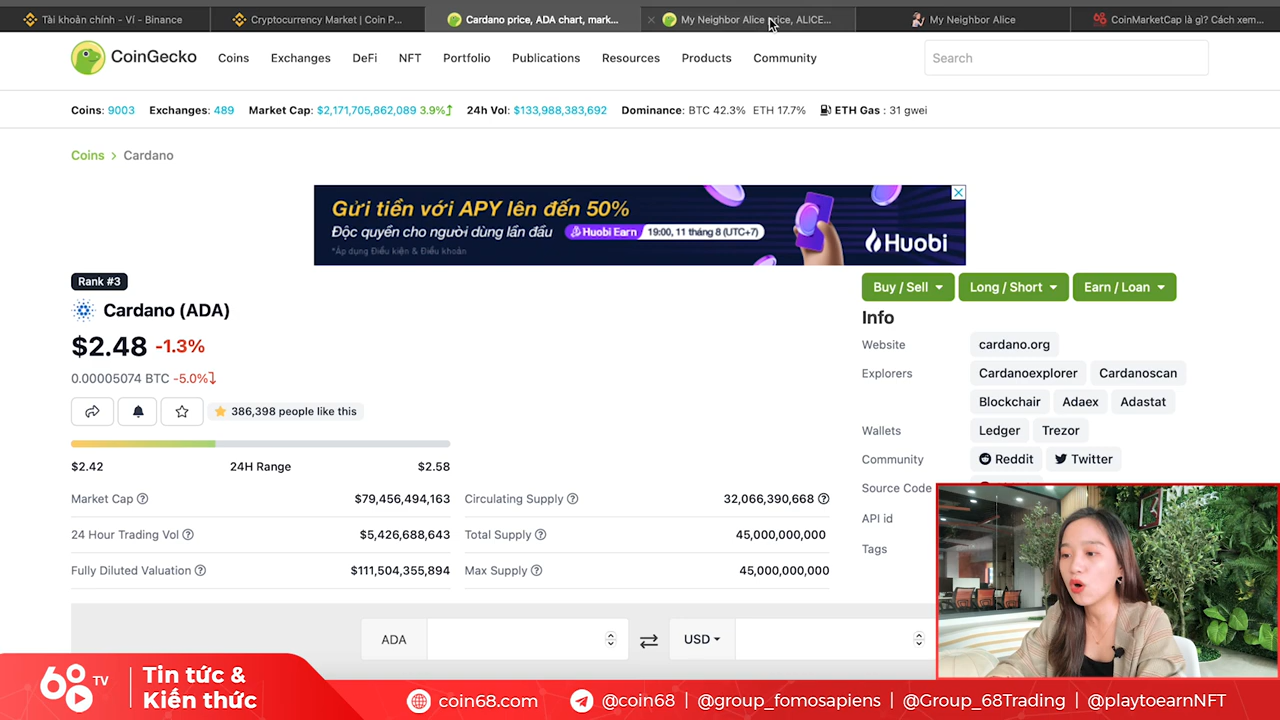 Tài khoản chính - Ví - Binance
Cryptocurrency Market | Coin P...
Cardano price, ADA chart, mark...
My Neighbor Alice price, ALICE...
My Neighbor Alice
CoinMarketCap là gì? Cách xem...
CoinGecko
Coins
Exchanges
DeFi
NFT
Portfolio
Publications
Resources
Products
Community
Search
Coins: 9003 Exchanges: 489 Market Cap: $2,171,705,862,089 3.9% 24h Vol: $133,988,383,692 Dominance: BTC 42.3% ETH 17.7% ETH Gas : 31 gwei
Coins > Cardano
Gửi tiền với APY lên đến 50%
Độc quyền cho người dùng lần đầu Huobi Earn 19:00, 11 tháng 8 (UTC+7)
*Áp dụng Điều kiện & Điều khoản
Huobi
Rank #3
Cardano (ADA)
$2.48 -1.3%
0.00005074 BTC -5.0%
386,398 people like this
$2.42 24H Range $2.58
Market Cap $79,456,494,163
24 Hour Trading Vol $5,426,688,643
Fully Diluted Valuation $111,504,355,894
Circulating Supply 32,066,390,668
Total Supply 45,000,000,000
Max Supply 45,000,000,000
ADA
USD
Buy / Sell
Long / Short
Earn / Loan
Info
Website cardano.org
Explorers Cardanoexplorer Cardanoscan
Blockchair Adaex Adastat
Wallets Ledger Trezor
Community Reddit Twitter
Source Code
API id
Tags
68 TV
Tin tức &
Kiến thức
coin68.com
@coin68 | @group_fomosapiens | @Group_68Trading | @playtoearnNFT